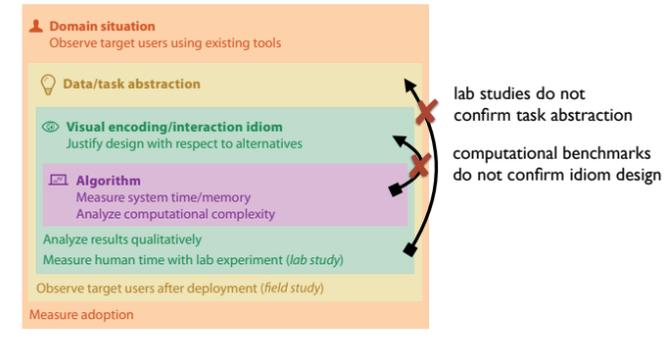 Domain situation
Observe target users using existing tools
Data/task abstraction
Visual encoding/interaction idiom
Justify design with respect to alternatives
Algorithm
Measure system time/memory
Analyze computational complexity
Analyze results qualitatively
Measure human time with lab experiment (lab study)
Observe target users after deployment (field study)
Measure adoption
lab studies do not
confirm task abstraction
computational benchmarks
do not confirm idiom design